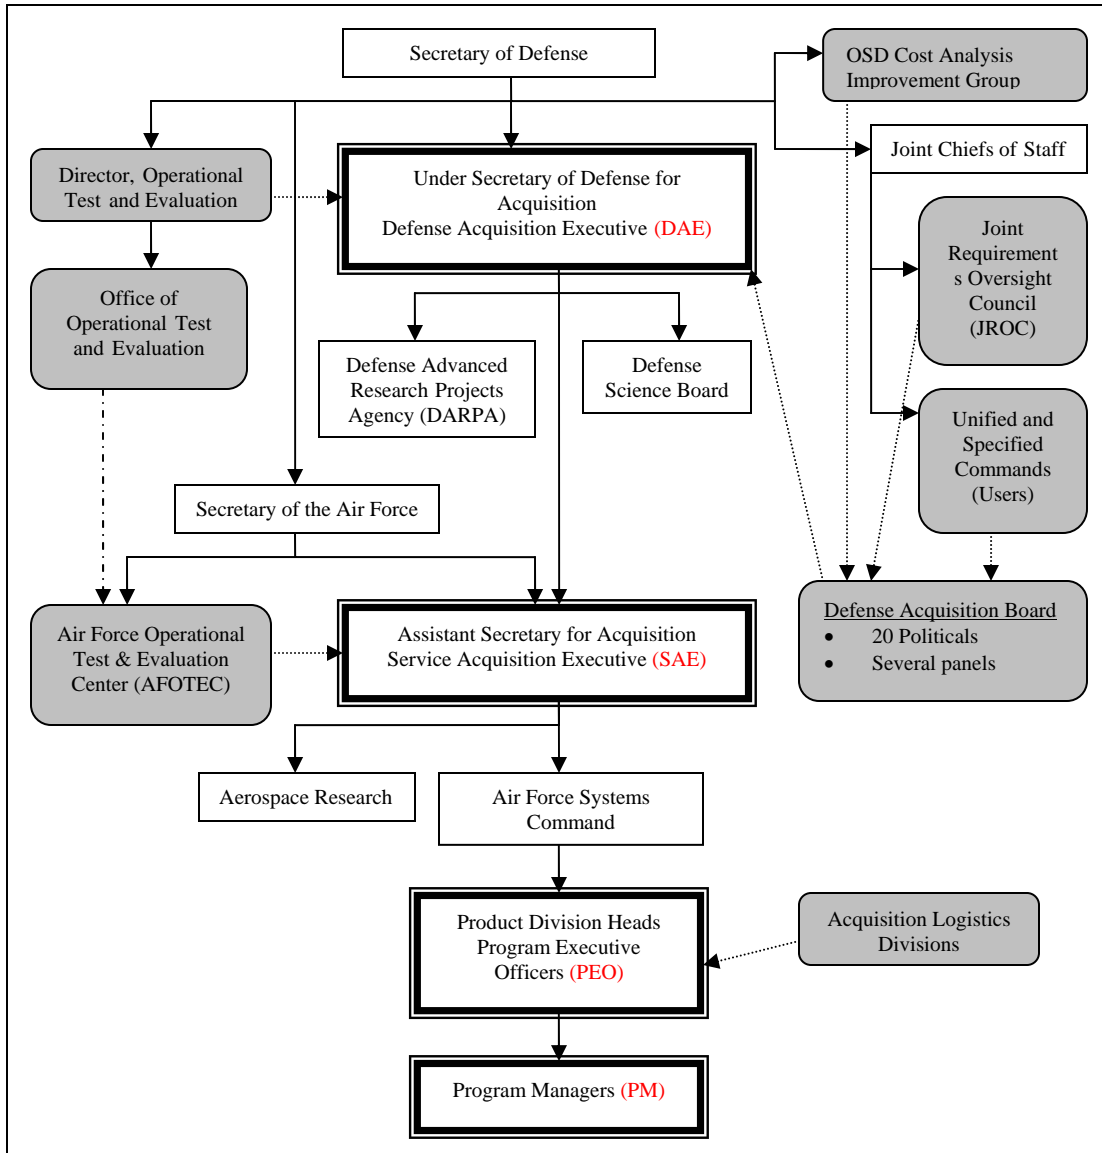 Secretary of Defense
OSD Cost Analysis
Improvement Group
Joint Chiefs of Staff
Director, Operational
Test and Evaluation
Under Secretary of Defense for
Acquisition
Defense Acquisition Executive (DAE)
Joint
Requirement
s Oversight
Council
(JROC)
Office of
Operational Test
and Evaluation
Defense Advanced
Research Projects
Agency (DARPA)
Defense
Science Board
Unified and
Specified
Commands
(Users)
Secretary of the Air Force
Air Force Operational
Test & Evaluation
Center (AFOTEC)
Assistant Secretary for Acquisition
Service Acquisition Executive (SAE)
Defense Acquisition Board
• 20 Politicals
• Several panels
Aerospace Research
Air Force Systems
Command
Product Division Heads
Program Executive
Officers (PEO)
Acquisition Logistics
Divisions
Program Managers (PM)